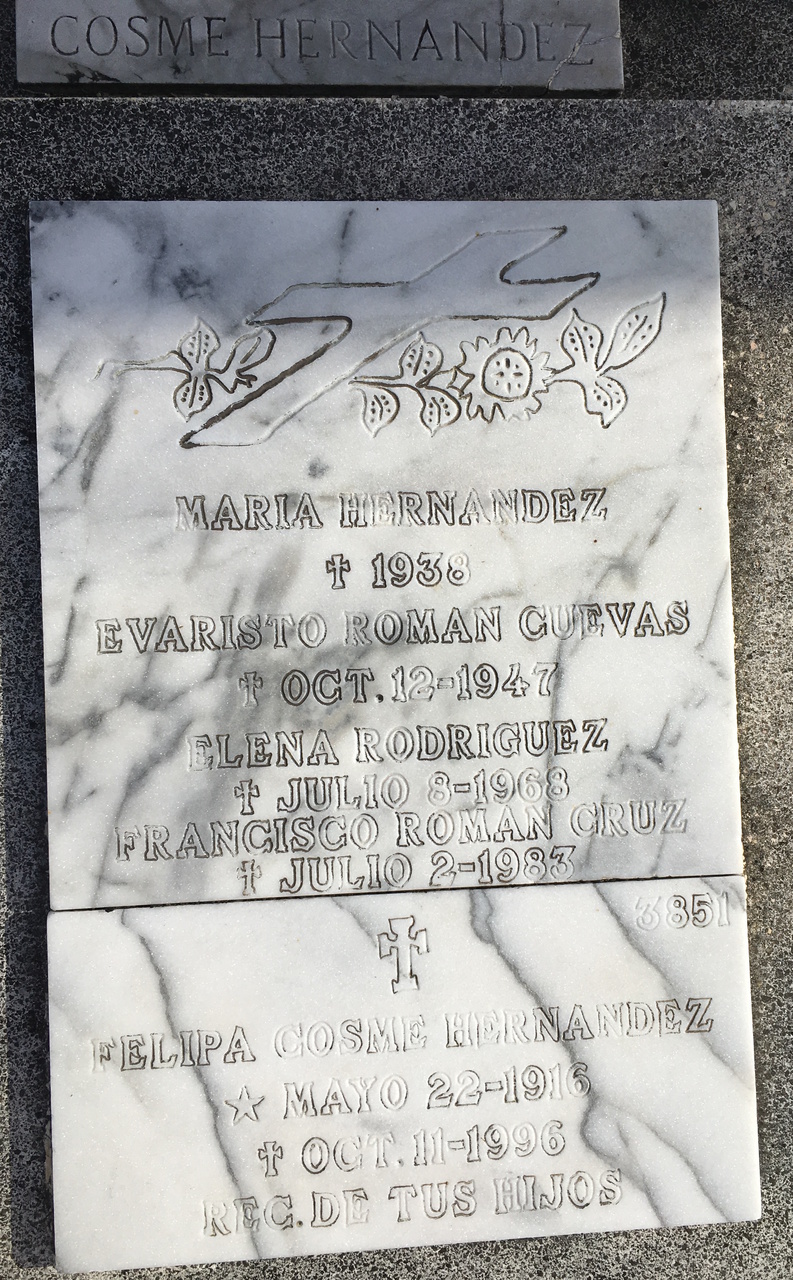 COSME HERNANDEZ
MARIA HERNANDEZ
✝ 1938
EVARISTO ROMAN CUEVAS
✝ OCT. 12-1947
ELENA RODRIGUEZ
✝ JULIO 8-1968
FRANCISCO ROMAN CRUZ
✝ JULIO 2-1983
3851
FELIPA COSME HERNANDEZ
☆ MAYO 22-1916
✝ OCT. 11-1996
REC. DE TUS HIJOS